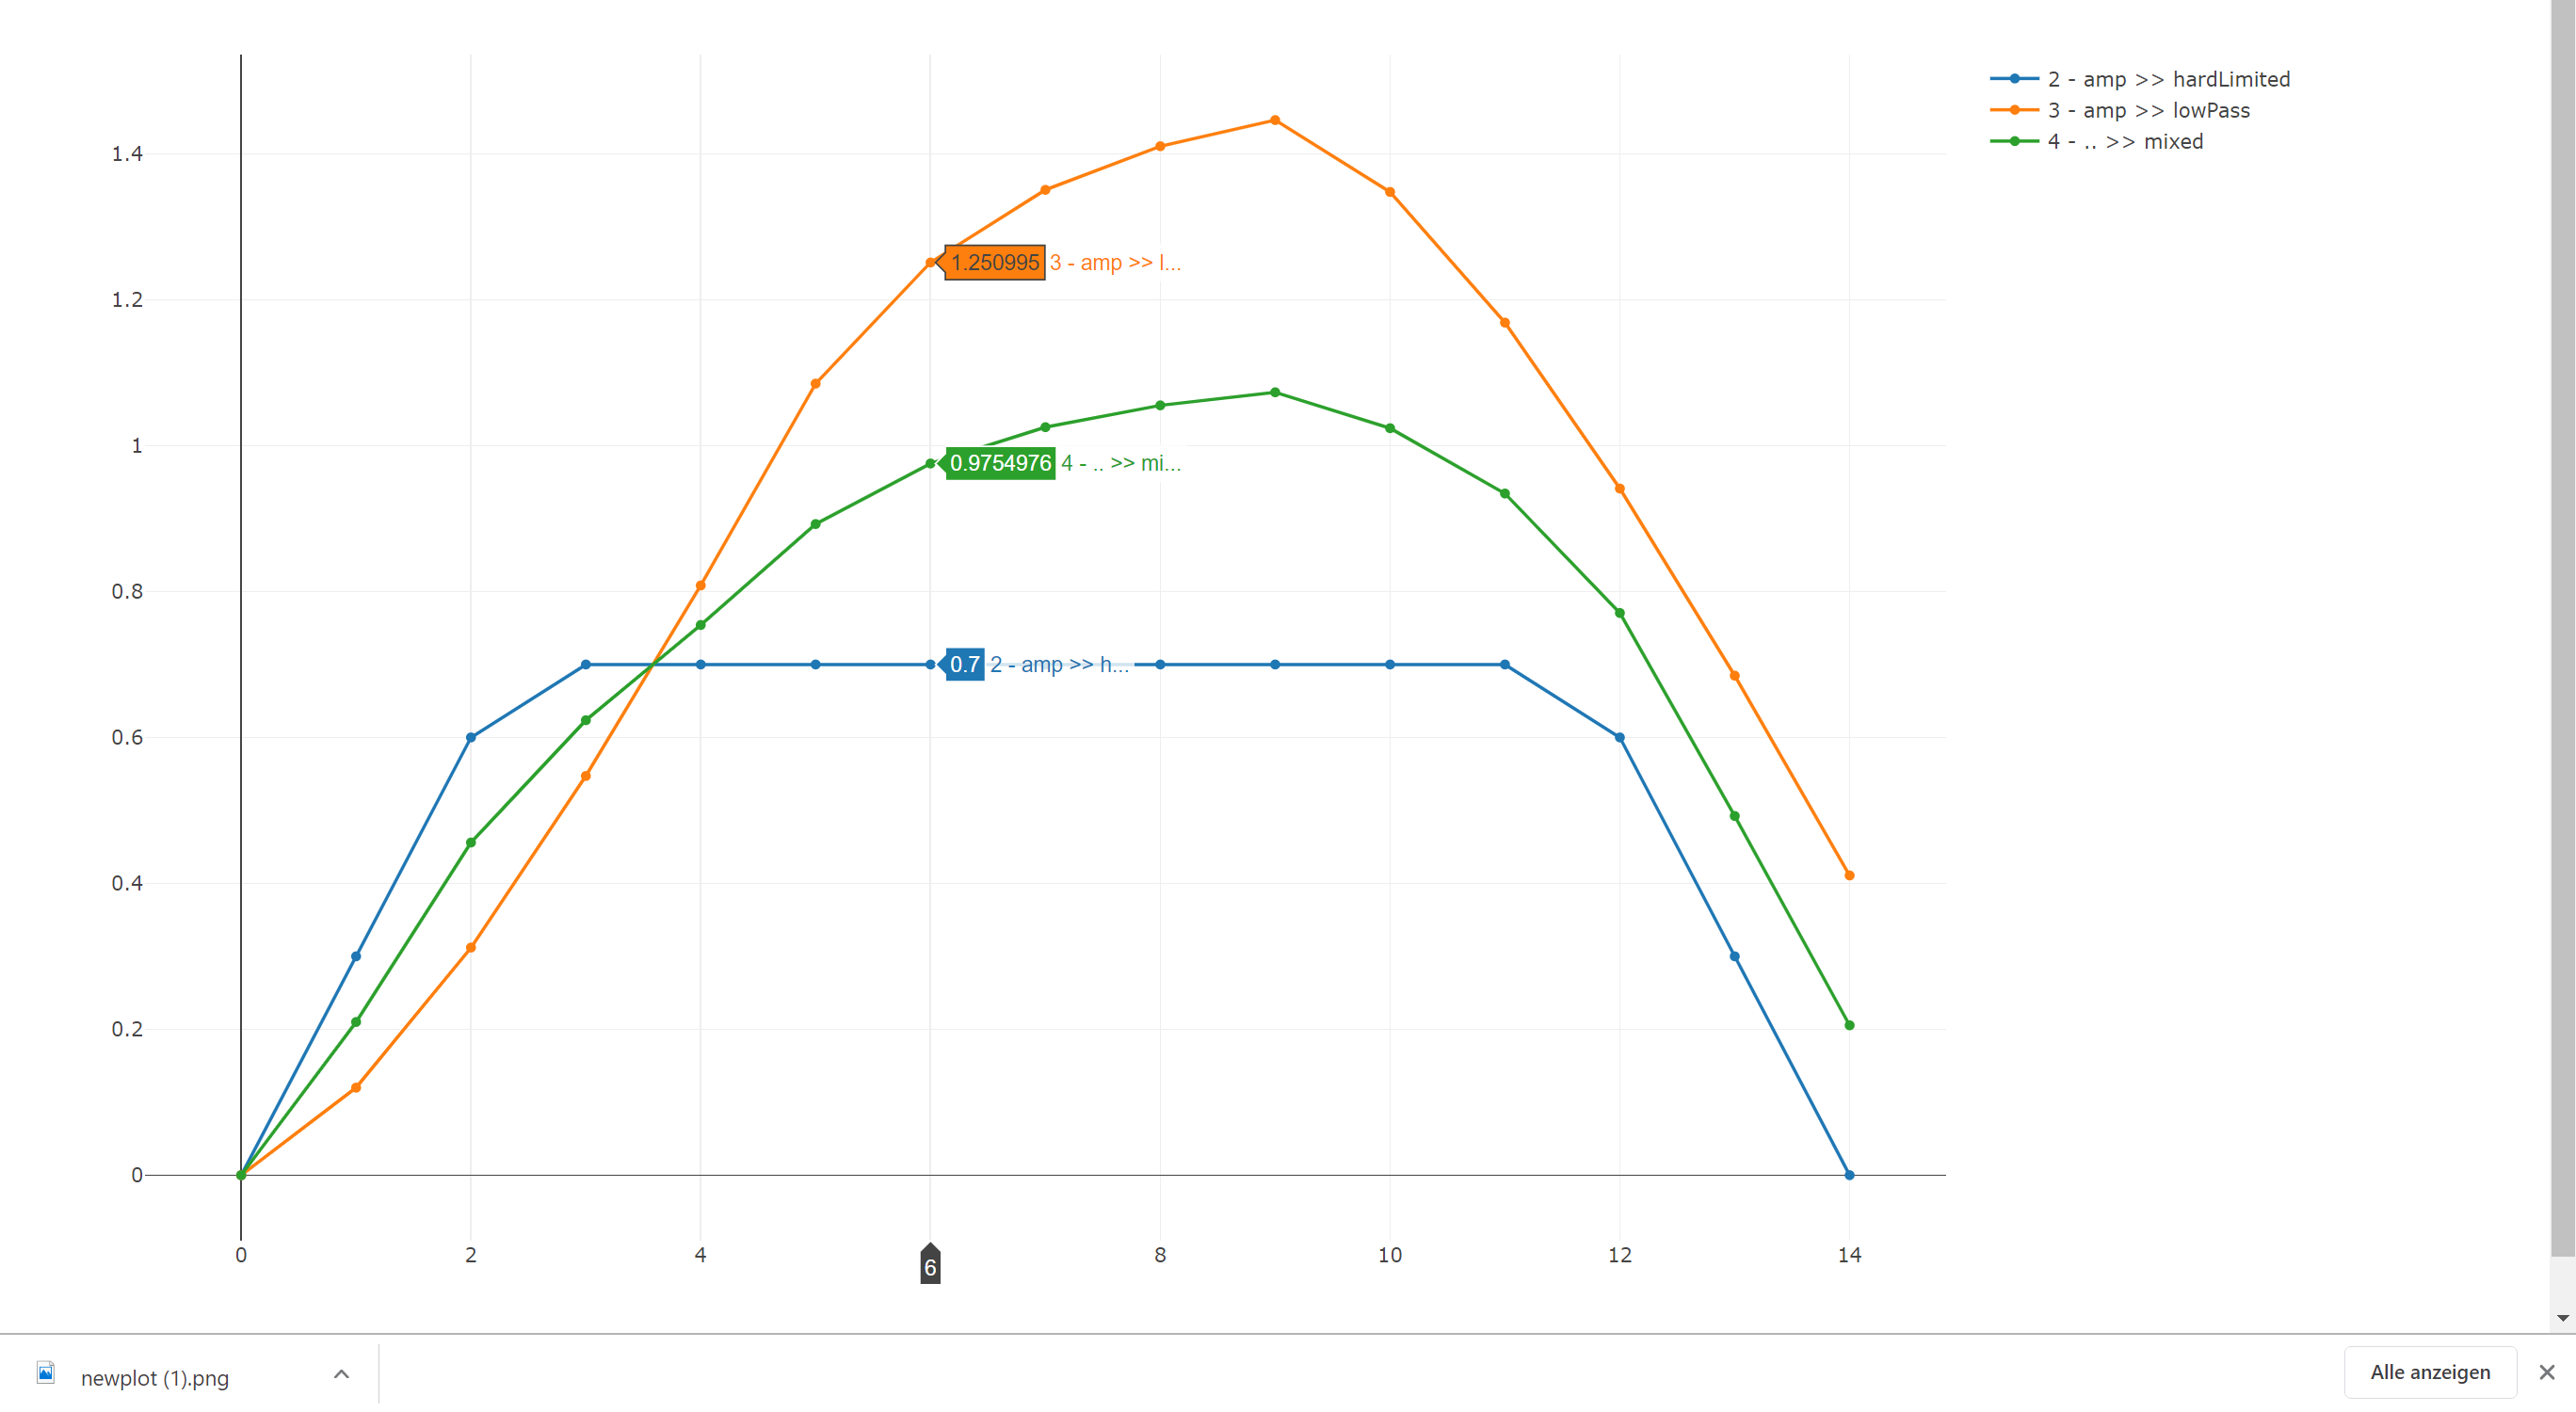 2 - amp >> hardLimited
3 - amp >> lowPass
4 - .. >> mixed
1.4
1.2
1
0.8
0.6
0.4
0.2
0
1.250995 3 - amp >> l...
0.9754976 4 - .. >> mi...
0.7 2 - amp >> h...
0 2 4 6 8 10 12 14
newplot (1).png
Alle anzeigen